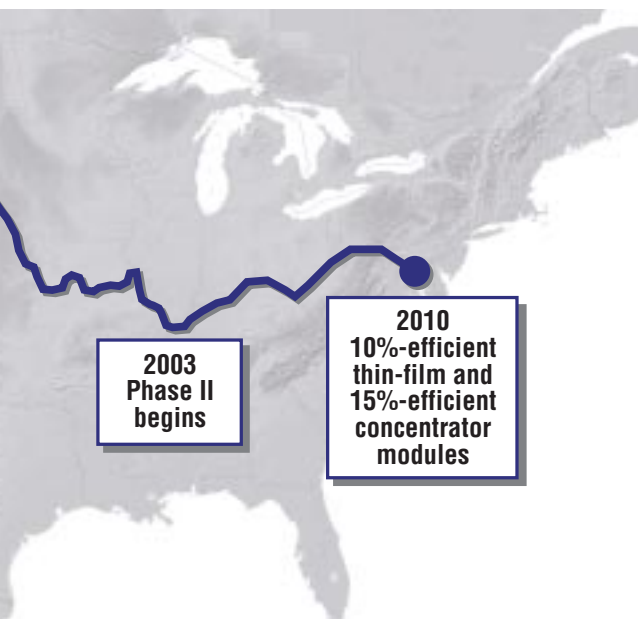 2003
Phase II
begins
2010
10%-efficient
thin-film and
15%-efficient
concentrator
modules